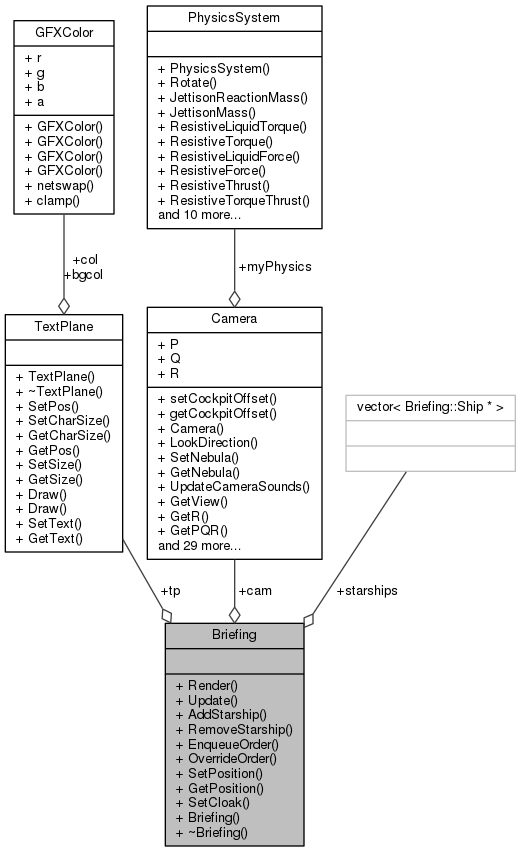 GFXColor
+ r
+ g
+ b
+ a
+ GFXColor()
+ GFXColor()
+ GFXColor()
+ GFXColor()
+ netswap()
+ clamp()
PhysicsSystem
+ PhysicsSystem()
+ Rotate()
+ JettisonReactionMass()
+ JettisonMass()
+ ResistiveLiquidTorque()
+ ResistiveTorque()
+ ResistiveLiquidForce()
+ ResistiveForce()
+ ResistiveThrust()
+ ResistiveTorqueThrust()
and 10 more...
+col
+bgcol
+myPhysics
TextPlane
+ TextPlane()
+ ~TextPlane()
+ SetPos()
+ SetCharSize()
+ GetCharSize()
+ GetPos()
+ SetSize()
+ GetSize()
+ Draw()
+ Draw()
+ SetText()
+ GetText()
Camera
+ P
+ Q
+ R
+ setCockpitOffset()
+ getCockpitOffset()
+ Camera()
+ LookDirection()
+ SetNebula()
+ GetNebula()
+ UpdateCameraSounds()
+ GetView()
+ GetR()
+ GetPQR()
and 29 more...
vector< Briefing::Ship * >
+tp
+cam
+starships
Briefing
+ Render()
+ Update()
+ AddStarship()
+ RemoveStarship()
+ EnqueueOrder()
+ OverrideOrder()
+ SetPosition()
+ GetPosition()
+ SetCloak()
+ Briefing()
+ ~Briefing()